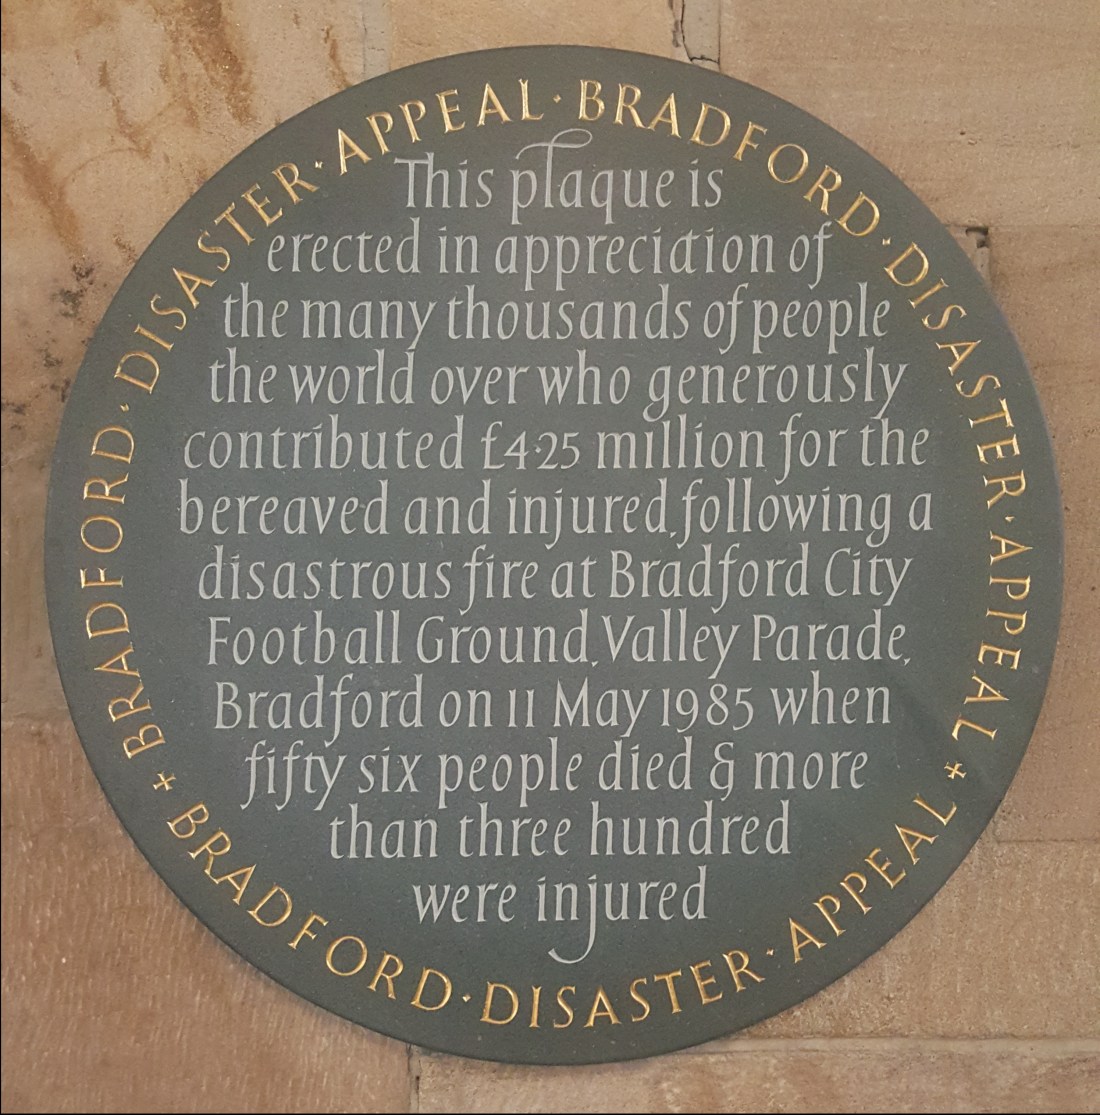 BRADFORD · DISASTER · APPEAL · BRADFORD · DISASTER · APPEAL + BRADFORD · DISASTER · APPEAL +
This plaque is
erected in appreciation of
the many thousands of people
the world over who generously
contributed £4·25 million for the
bereaved and injured, following a
disastrous fire at Bradford City
Football Ground, Valley Parade,
Bradford on 11 May 1985 when
fifty six people died & more
than three hundred
were injured